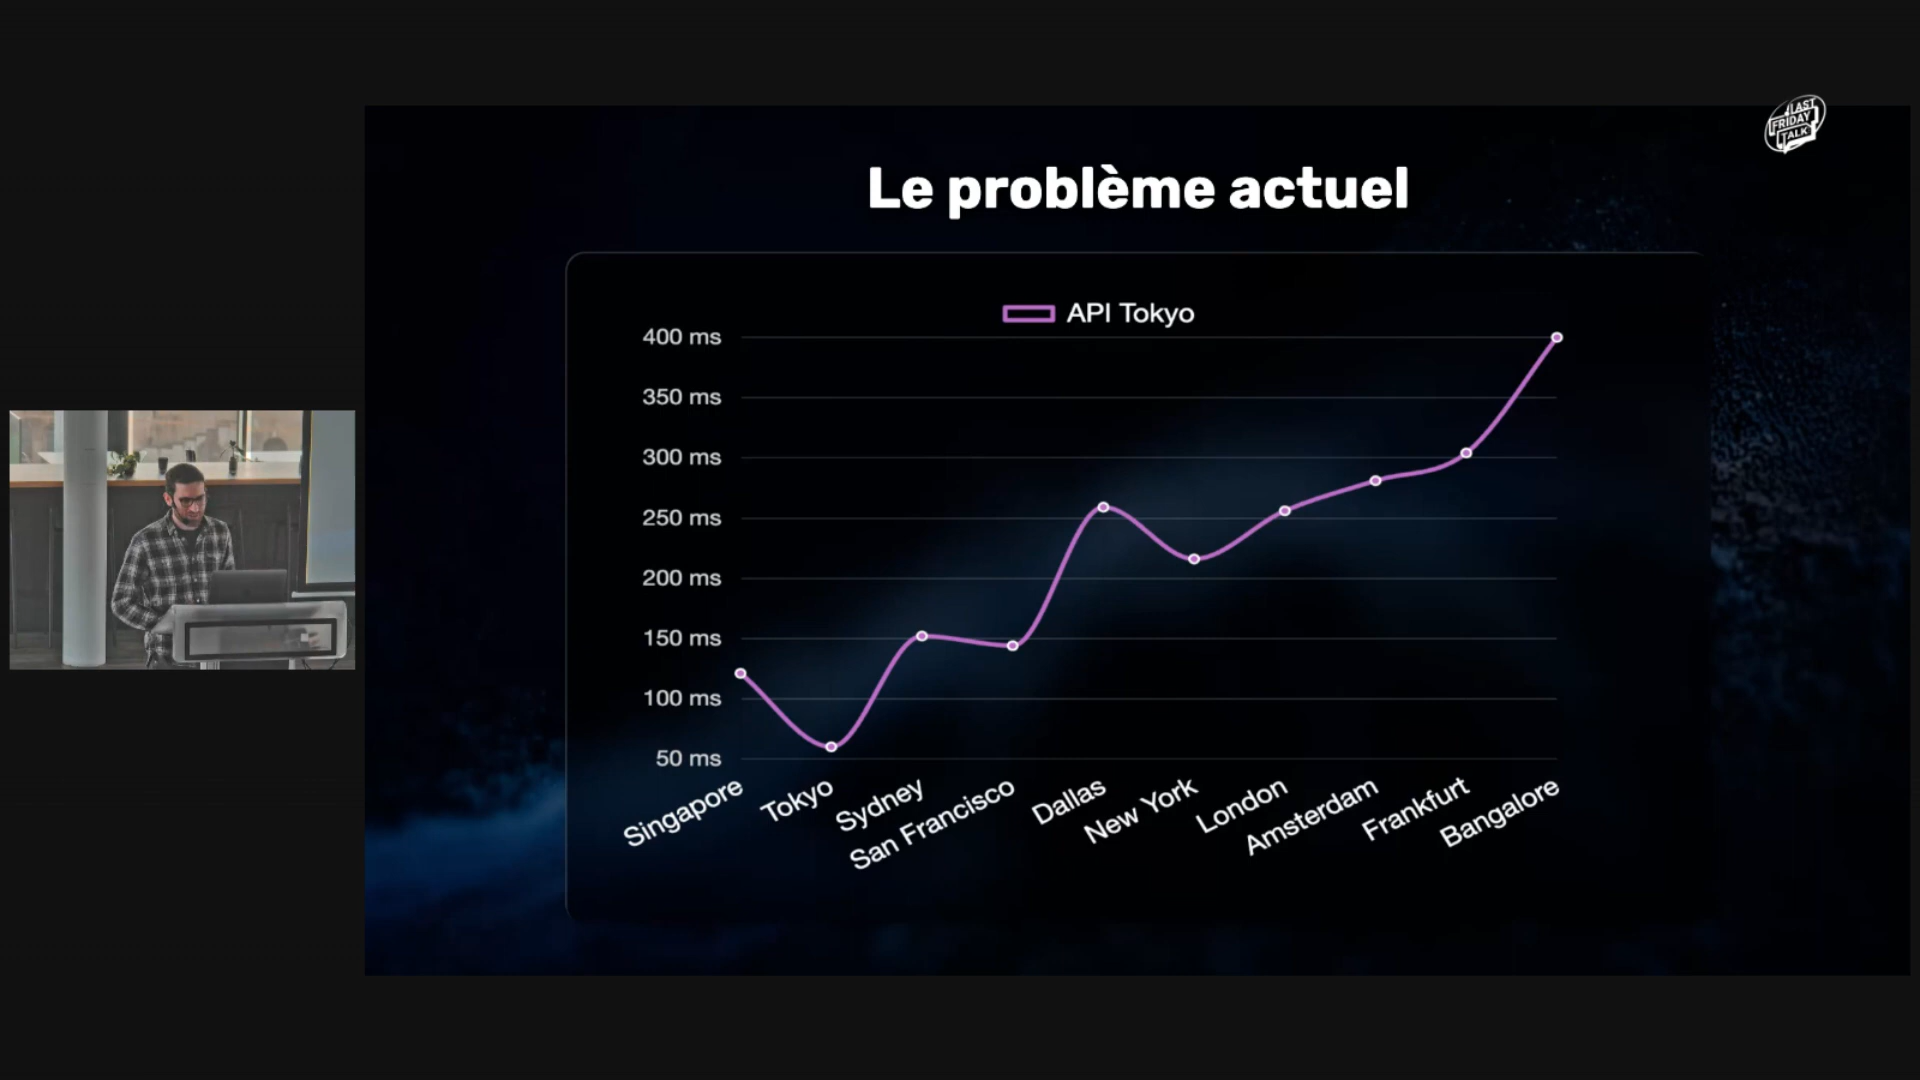 LAST
FRIDAY
TALK
Le problème actuel
API Tokyo
400 ms
350 ms
300 ms
250 ms
200 ms
150 ms
100 ms
50 ms
Singapore
Tokyo
Sydney
San Francisco
Dallas
New York
London
Amsterdam
Frankfurt
Bangalore